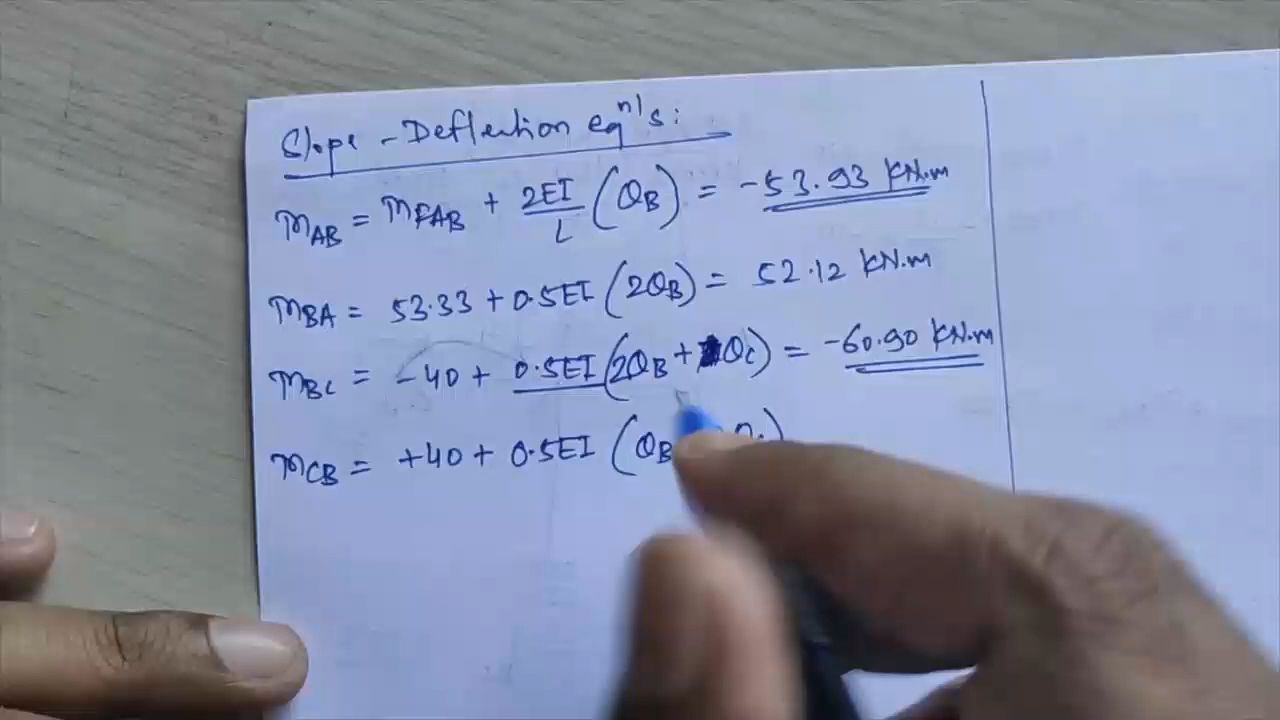 Slope - Deflection eqⁿ/s:
M_AB = M_FAB + 2EI/L (θ_B) = -53.93 KN.m
M_BA = 53.33 + 0.5EI (2θ_B) = 52.12 KN.m
M_BC = -40 + 0.5EI (2θ_B + θ_C) = -60.90 KN.m
M_CB = +40 + 0.5EI (θ_B